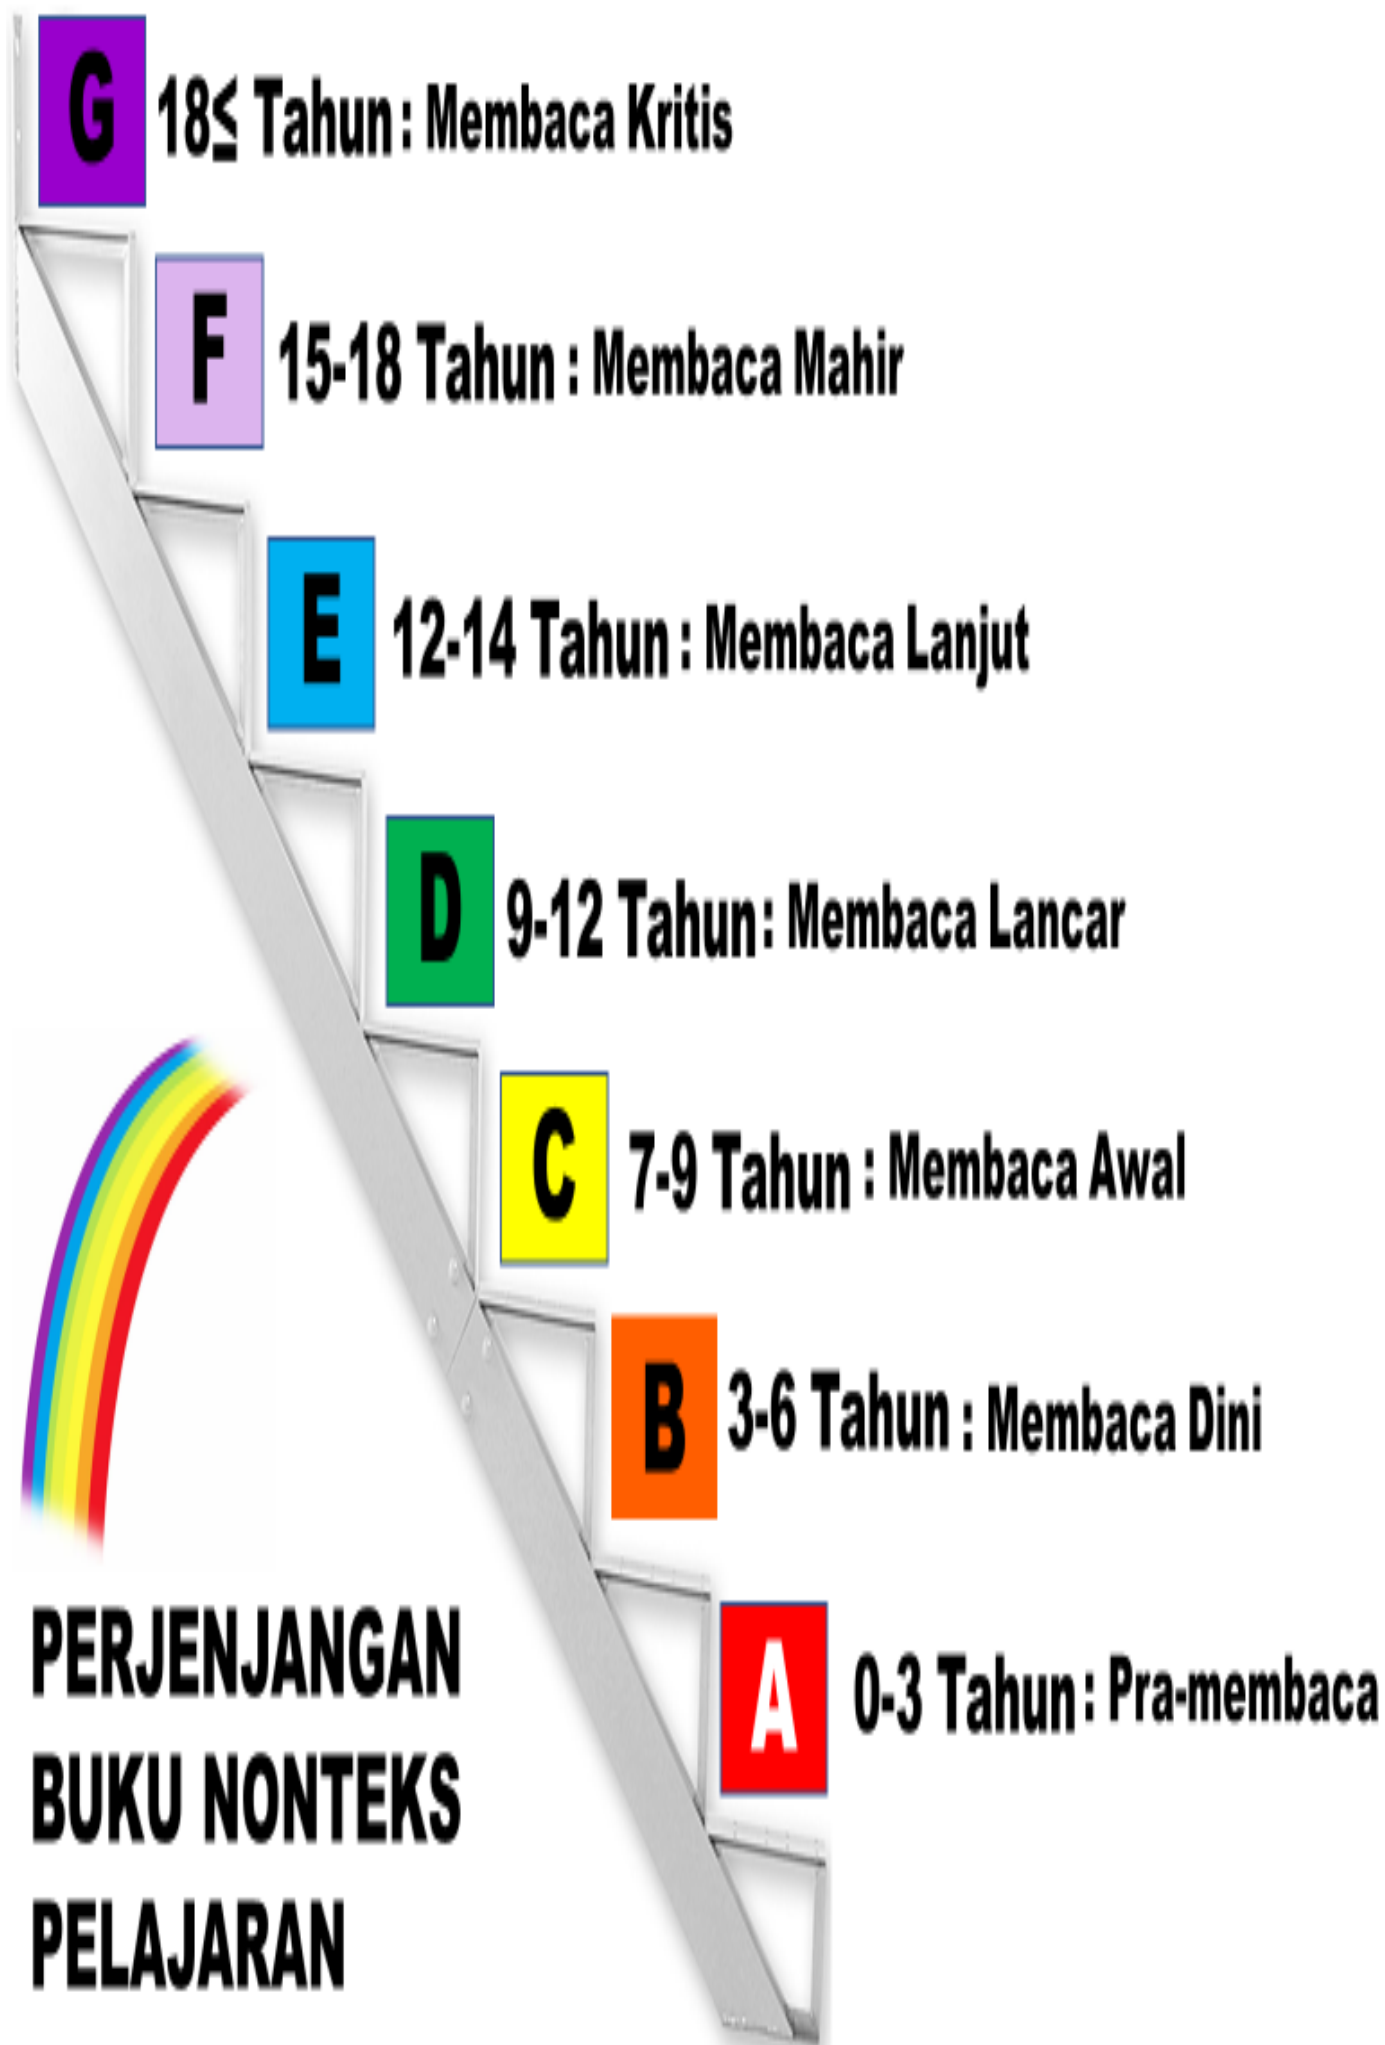 G 18≤ Tahun : Membaca Kritis
F 15-18 Tahun : Membaca Mahir
E 12-14 Tahun : Membaca Lanjut
D 9-12 Tahun : Membaca Lancar
C 7-9 Tahun : Membaca Awal
B 3-6 Tahun : Membaca Dini
A 0-3 Tahun : Pra-membaca
PERJENJANGAN
BUKU NONTEKS
PELAJARAN